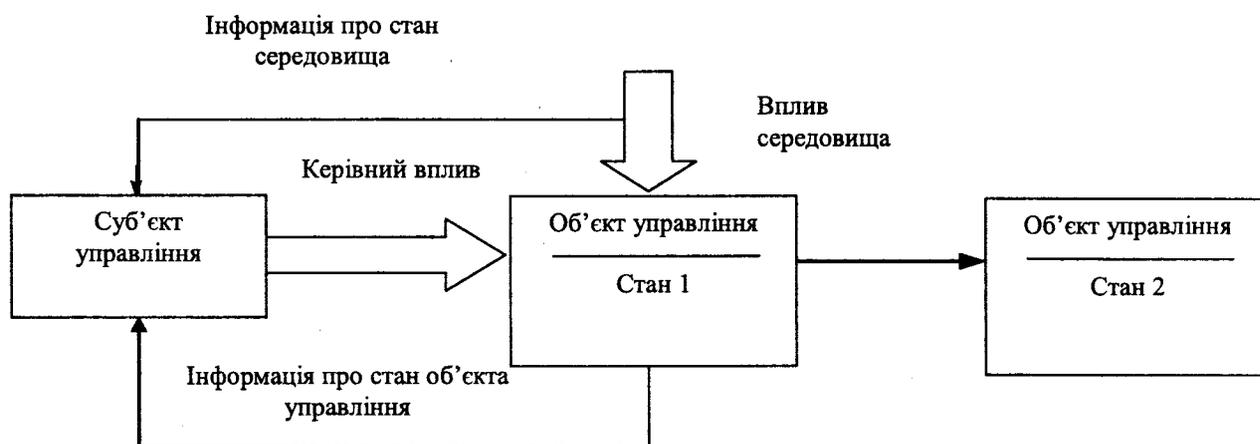 Інформація про стан
середовища
Вплив
середовища
Керівний вплив
Суб’єкт
управління
Об’єкт управління
Стан 1
Об’єкт управління
Стан 2
Інформація про стан об’єкта
управління